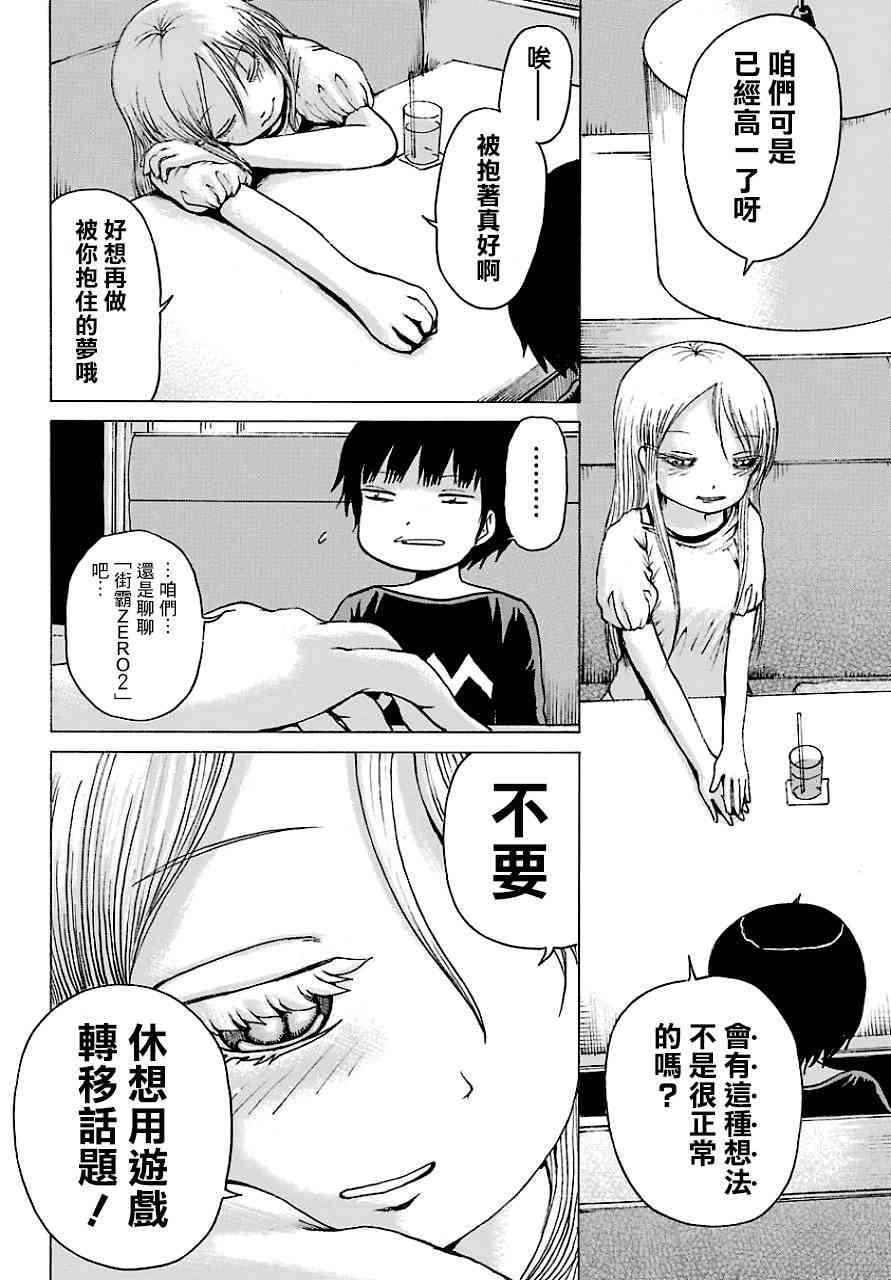 咱們可是
已經高一了呀
會有這種想法
不是很正常
的嗎？
唉——
被抱著真好啊
好想再做
被你抱住的夢哦
………
…咱們…
還是聊聊
「街霸ZERO2」
吧…
不要
休想用遊戲
轉移話題！